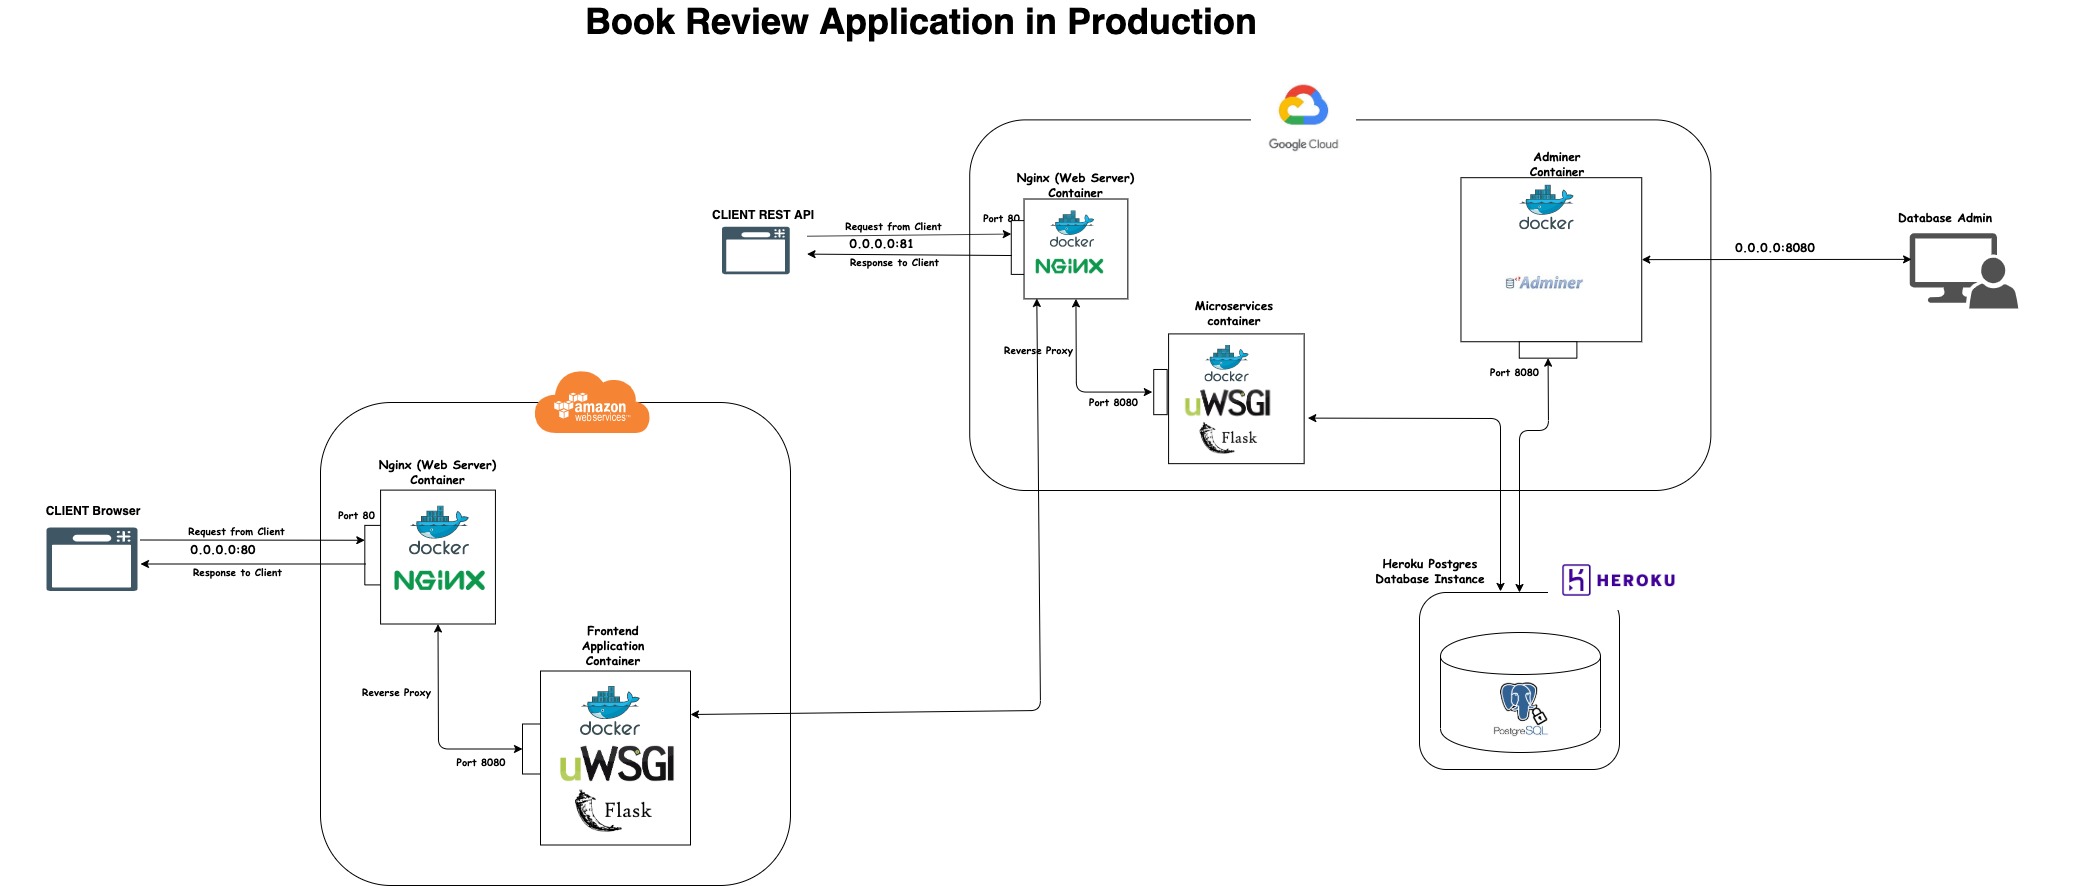 Book Review Application in Production
Google Cloud
Nginx (Web Server)
Container
Port 80
docker
NGINX
CLIENT REST API
Request from Client
0.0.0.0:81
Response to Client
Adminer
Container
docker
Adminer
Port 8080
Database Admin
0.0.0.0:8080
Microservices
container
Reverse Proxy
Port 8080
docker
uWSGI
Flask
amazon
web services™
Nginx (Web Server)
Container
Port 80
docker
NGINX
CLIENT Browser
Request from Client
0.0.0.0:80
Response to Client
Frontend
Application
Container
Reverse Proxy
Port 8080
docker
uWSGI
Flask
Heroku Postgres
Database Instance
HEROKU
PostgreSQL